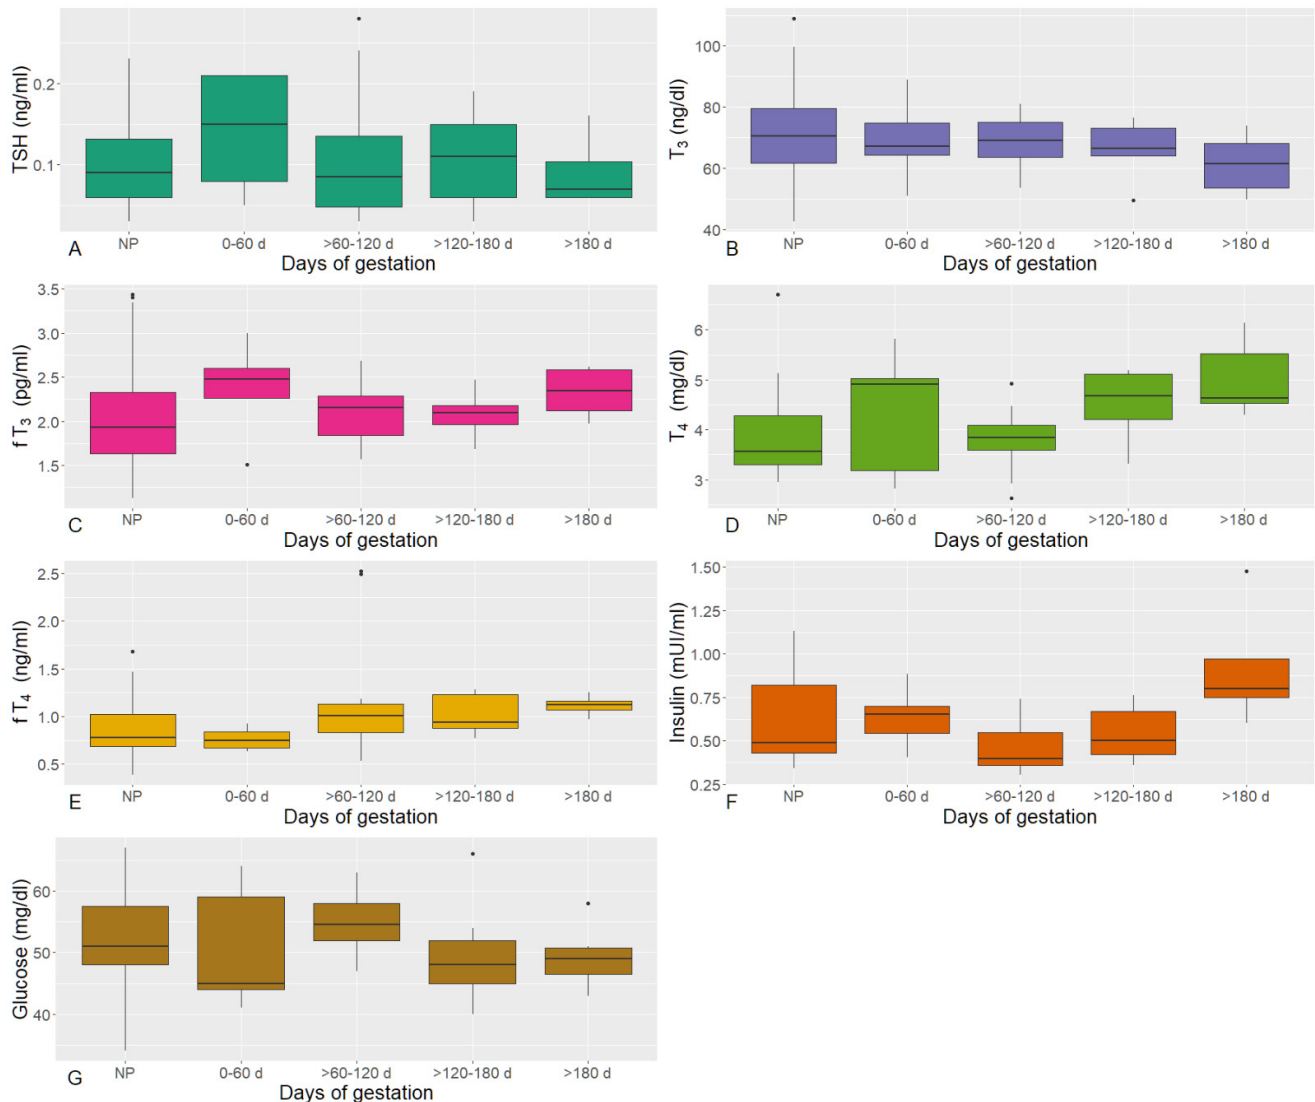 TSH (ng/ml)
0.2
0.1
NP
0-60 d
>60-120 d
>120-180 d
>180 d
A
Days of gestation
T3 (ng/dl)
100
80
60
40
NP
0-60 d
>60-120 d
>120-180 d
>180 d
B
Days of gestation
f T3 (pg/ml)
3.5
3.0
2.5
2.0
1.5
NP
0-60 d
>60-120 d
>120-180 d
>180 d
C
Days of gestation
T4 (mg/dl)
6
5
4
3
NP
0-60 d
>60-120 d
>120-180 d
>180 d
D
Days of gestation
f T4 (ng/ml)
2.5
2.0
1.5
1.0
0.5
NP
0-60 d
>60-120 d
>120-180 d
>180 d
E
Days of gestation
Insulin (mUI/ml)
1.50
1.25
1.00
0.75
0.50
0.25
NP
0-60 d
>60-120 d
>120-180 d
>180 d
F
Days of gestation
Glucose (mg/dl)
60
50
40
NP
0-60 d
>60-120 d
>120-180 d
>180 d
G
Days of gestation